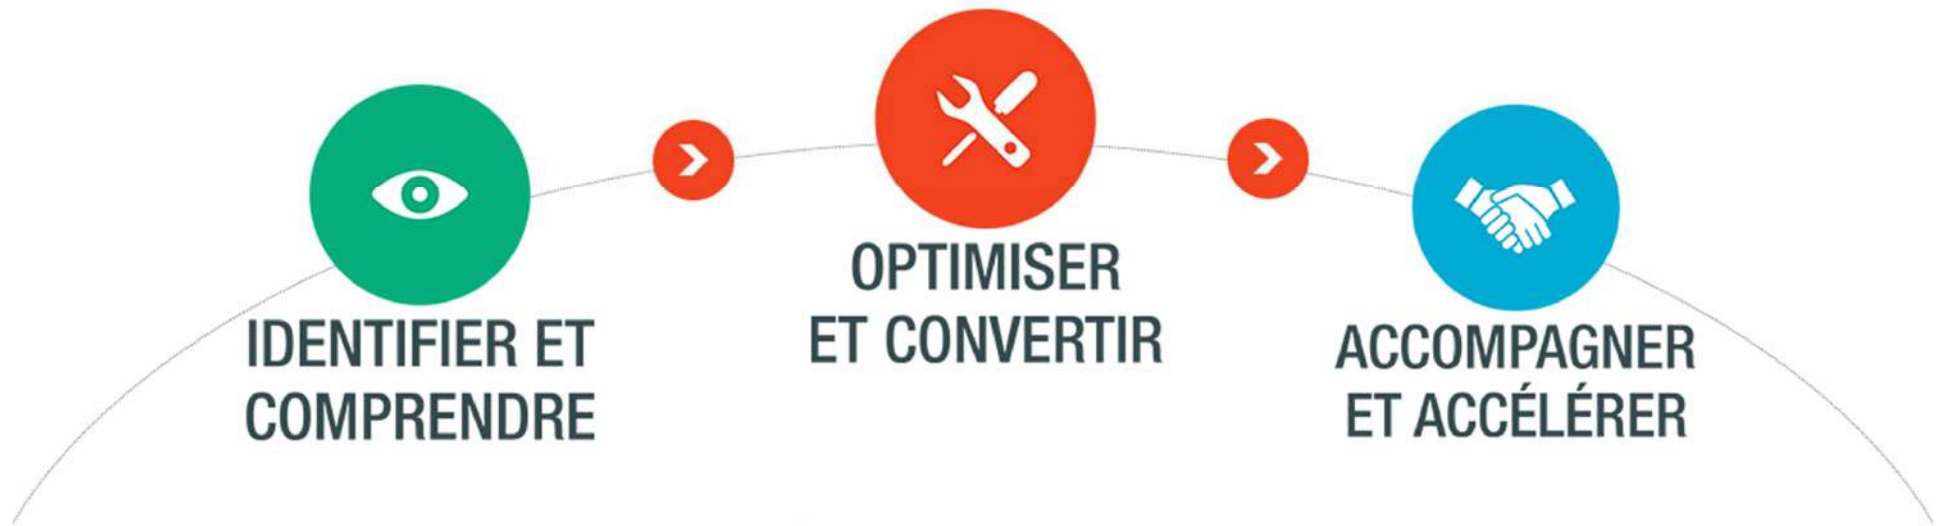 IDENTIFIER ET
COMPRENDRE
OPTIMISER
ET CONVERTIR
ACCOMPAGNER
ET ACCÉLÉRER